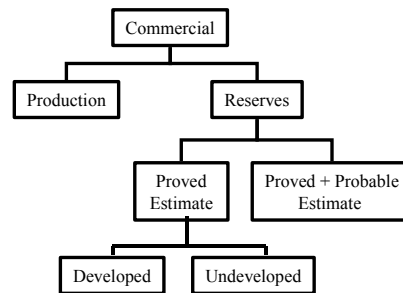 Commercial
Production
Reserves
Proved
Estimate
Proved + Probable
Estimate
Developed
Undeveloped